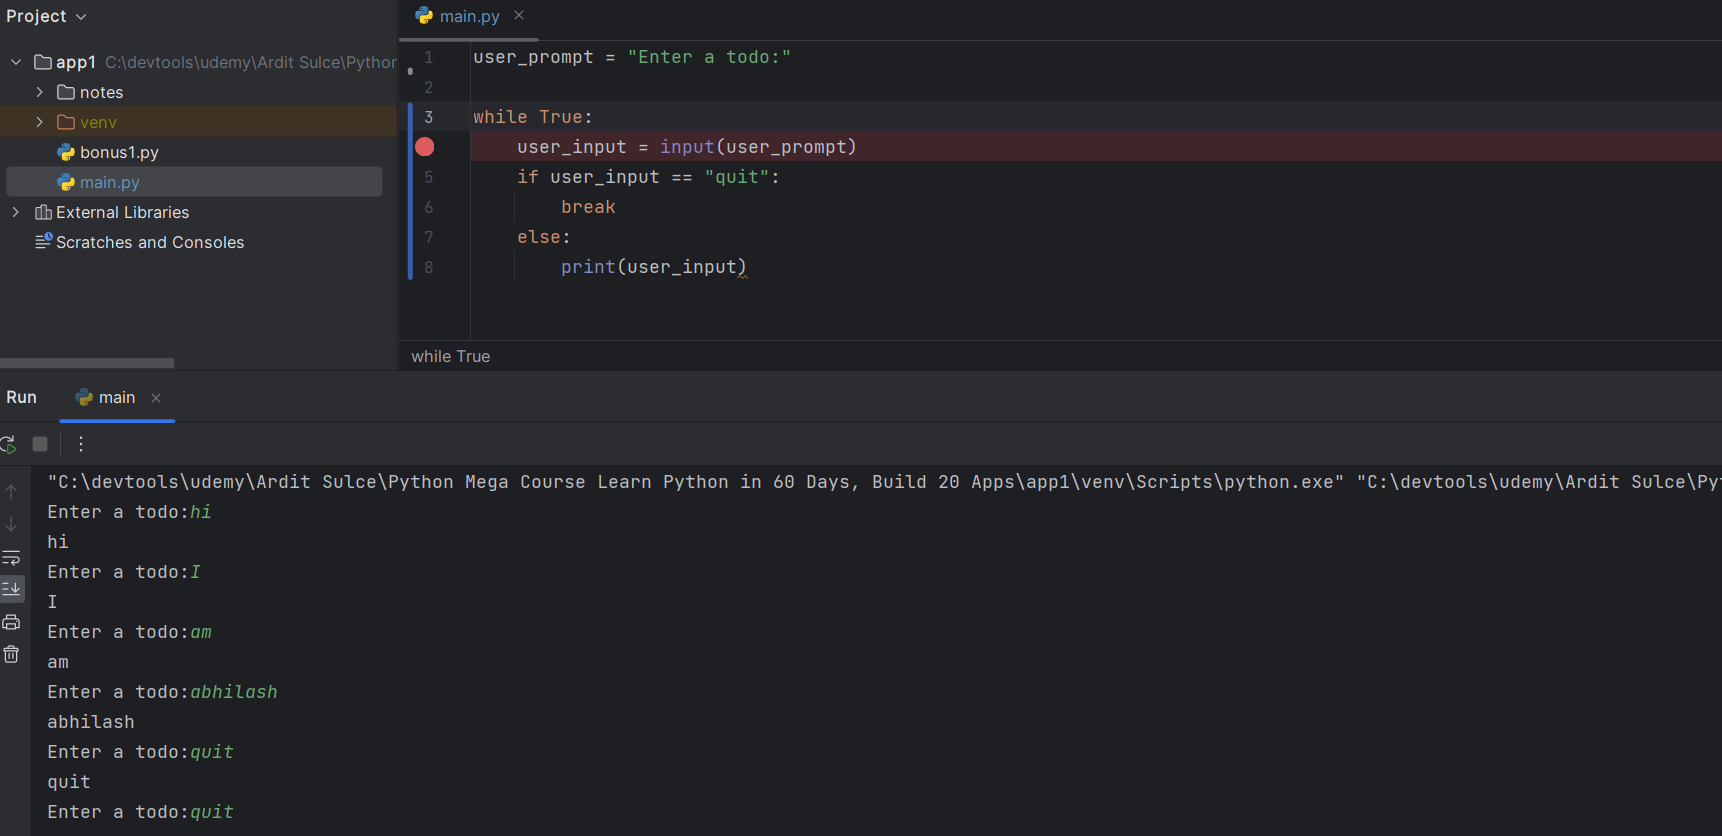 Project
app1 C:\devtools\udemy\Ardit Sulce\Python
notes
venv
bonus1.py
main.py
External Libraries
Scratches and Consoles
main.py
1 user_prompt = "Enter a todo:"
2
3 while True:
user_input = input(user_prompt)
5 if user_input == "quit":
6 break
7 else:
8 print(user_input)
while True
Run main
"C:\devtools\udemy\Ardit Sulce\Python Mega Course Learn Python in 60 Days, Build 20 Apps\app1\venv\Scripts\python.exe" "C:\devtools\udemy\Ardit Sulce\Py
Enter a todo:hi
hi
Enter a todo:I
I
Enter a todo:am
am
Enter a todo:abhilash
abhilash
Enter a todo:quit
quit
Enter a todo:quit